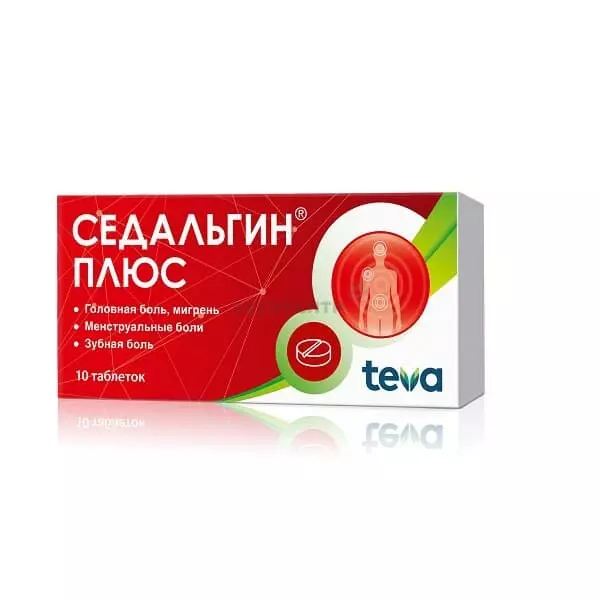 СЕДАЛЬГИН®
ПЛЮС
• Головная боль, мигрень
• Менструальные боли
• Зубная боль
10 таблеток
teva